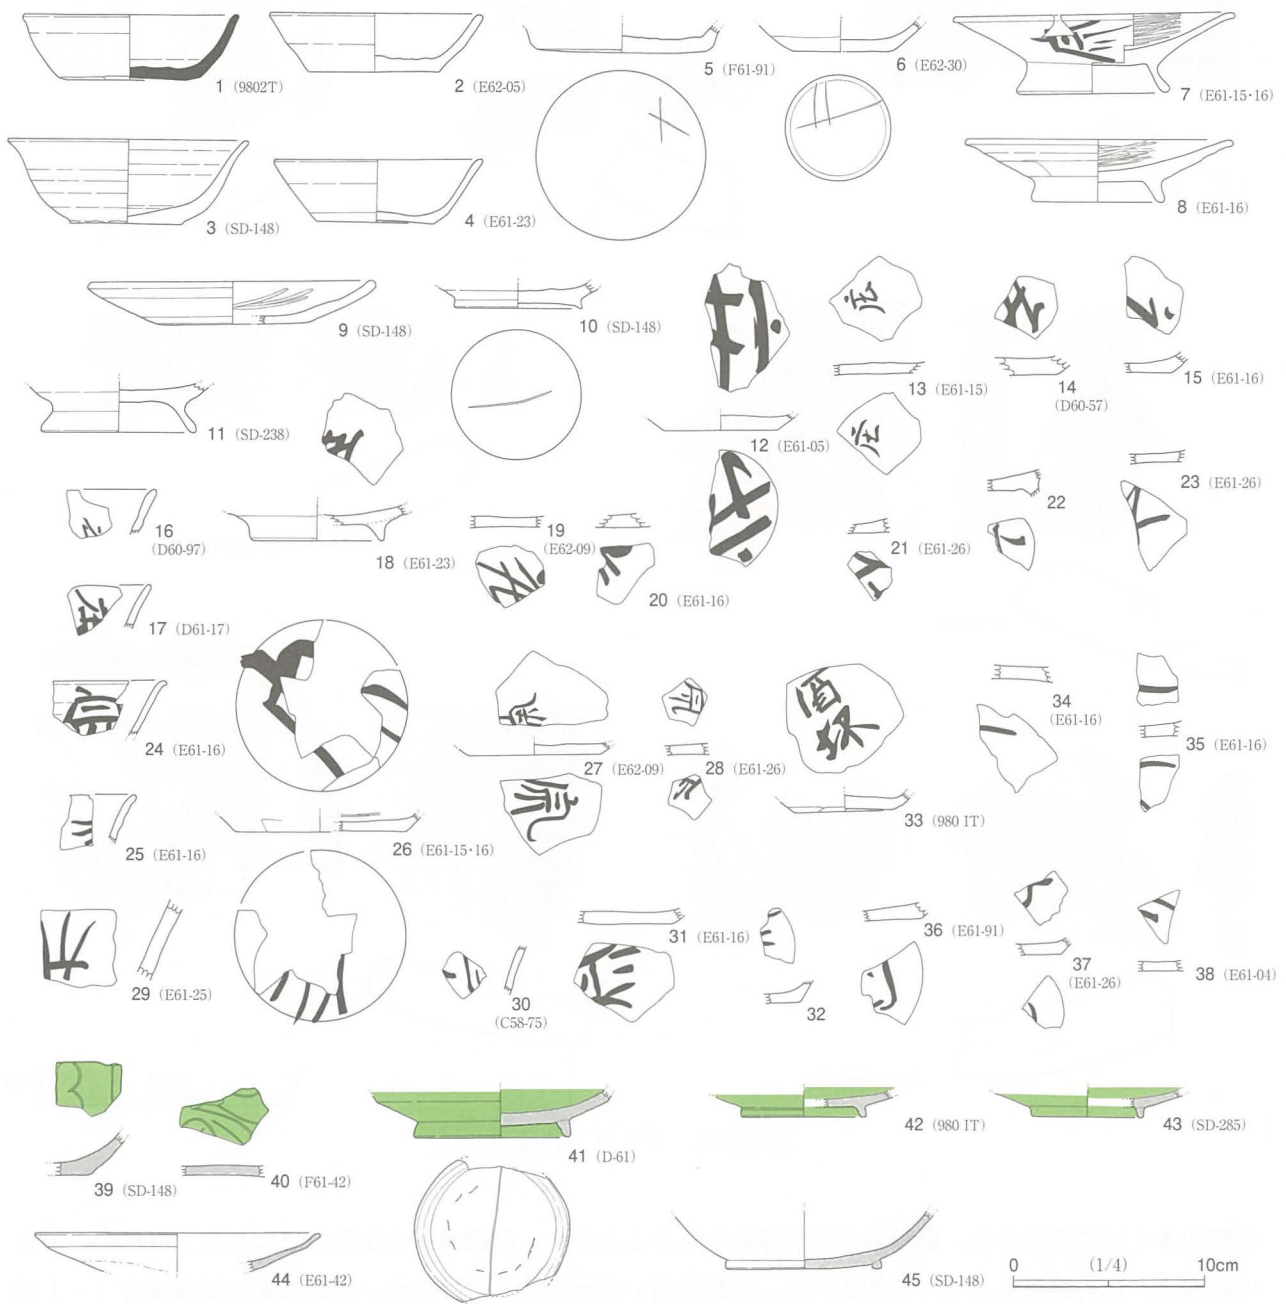 1 (9802T)
2 (E62-05)
5 (F61-91)
6 (E62-30)
7 (E61-15・16)
3 (SD-148)
4 (E61-23)
8 (E61-16)
9 (SD-148)
10 (SD-148)
11 (SD-238)
12 (E61-05)
13 (E61-15)
14 (D60-57)
15 (E61-16)
16 (D60-97)
18 (E61-23)
19 (E62-09)
20 (E61-16)
21 (E61-26)
22
23 (E61-26)
17 (D61-17)
24 (E61-16)
25 (E61-16)
26 (E61-15・16)
27 (E62-09)
28 (E61-26)
33 (980 IT)
34 (E61-16)
35 (E61-16)
29 (E61-25)
30 (C58-75)
31 (E61-16)
32
36 (E61-91)
37 (E61-26)
38 (E61-04)
39 (SD-148)
40 (F61-42)
41 (D-61)
42 (980 IT)
43 (SD-285)
44 (E61-42)
45 (SD-148)
0 (1/4) 10cm